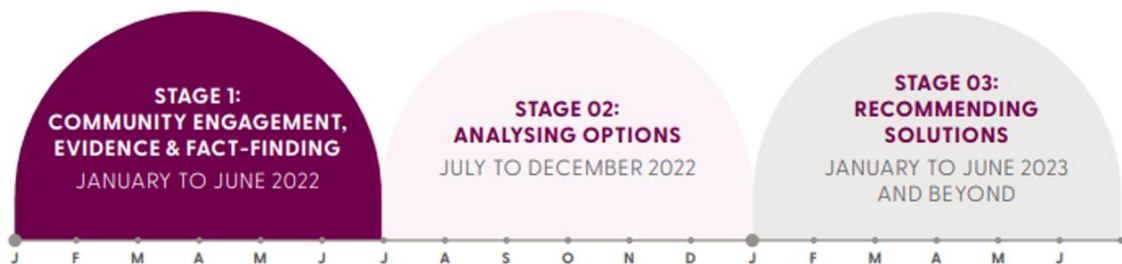 STAGE 1:
COMMUNITY ENGAGEMENT,
EVIDENCE & FACT-FINDING
JANUARY TO JUNE 2022
STAGE 02:
ANALYSING OPTIONS
JULY TO DECEMBER 2022
STAGE 03:
RECOMMENDING
SOLUTIONS
JANUARY TO JUNE 2023
AND BEYOND
J F M A M J J A S O N D J F M A M J